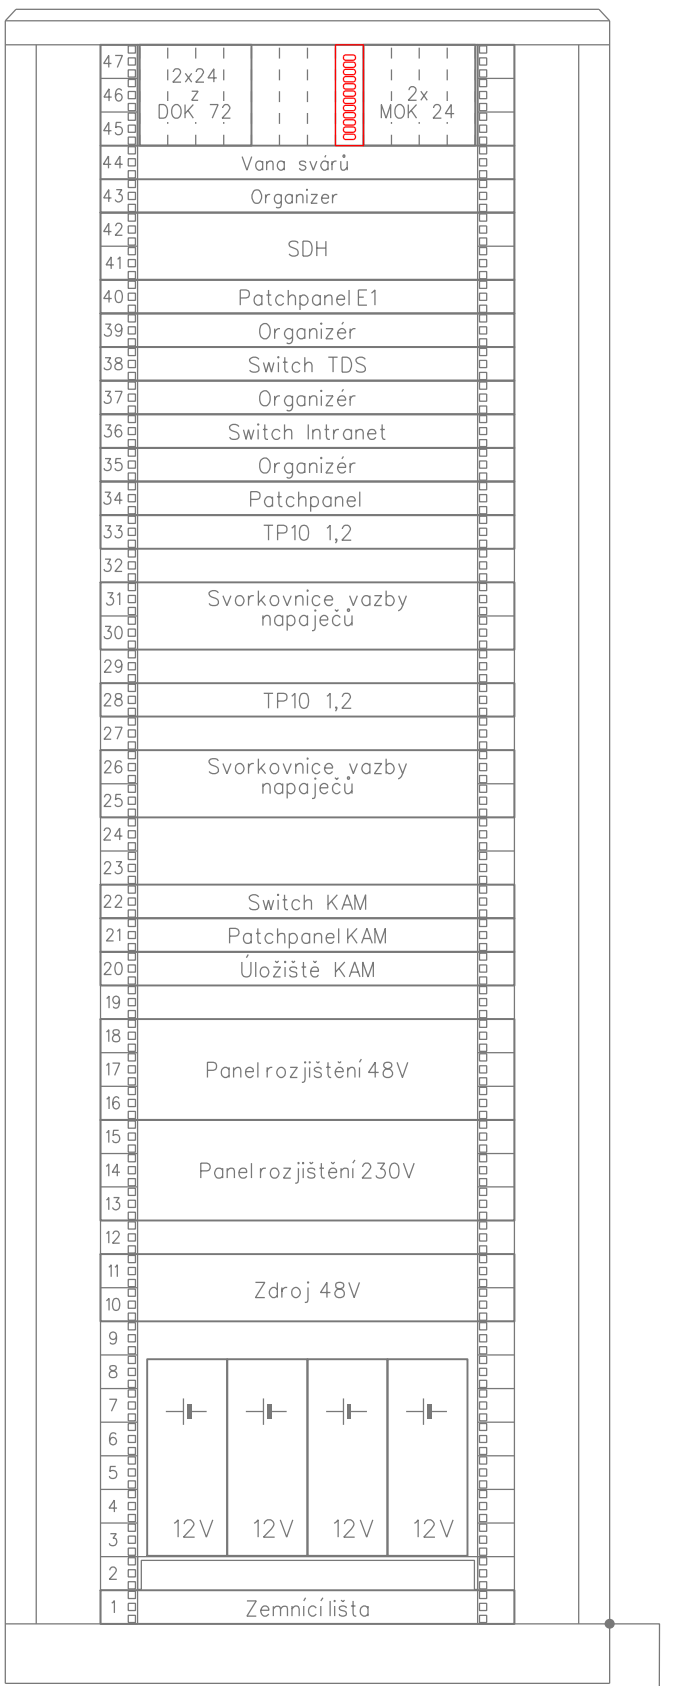 47
12x24
46
z
2x
DOK 72
MOK 24
45
44 Vana svárů
43 Organizer
42
SDH
41
40 Patchpanel E1
39 Organizér
38 Switch TDS
37 Organizér
36 Switch Intranet
35 Organizér
34 Patchpanel
33 TP10 1,2
32
31 Svorkovnice vazby
napaječů
30
29
28 TP10 1,2
27
26 Svorkovnice vazby
napaječů
25
24
23
22 Switch KAM
21 Patchpanel KAM
20 Úložiště KAM
19
18
17 Panel rozjištění 48V
16
15
14 Panel rozjištění 230V
13
12
11
Zdroj 48V
10
9
8
7
6
5
4
12V 12V 12V 12V
3
2
1 Zemnící lišta